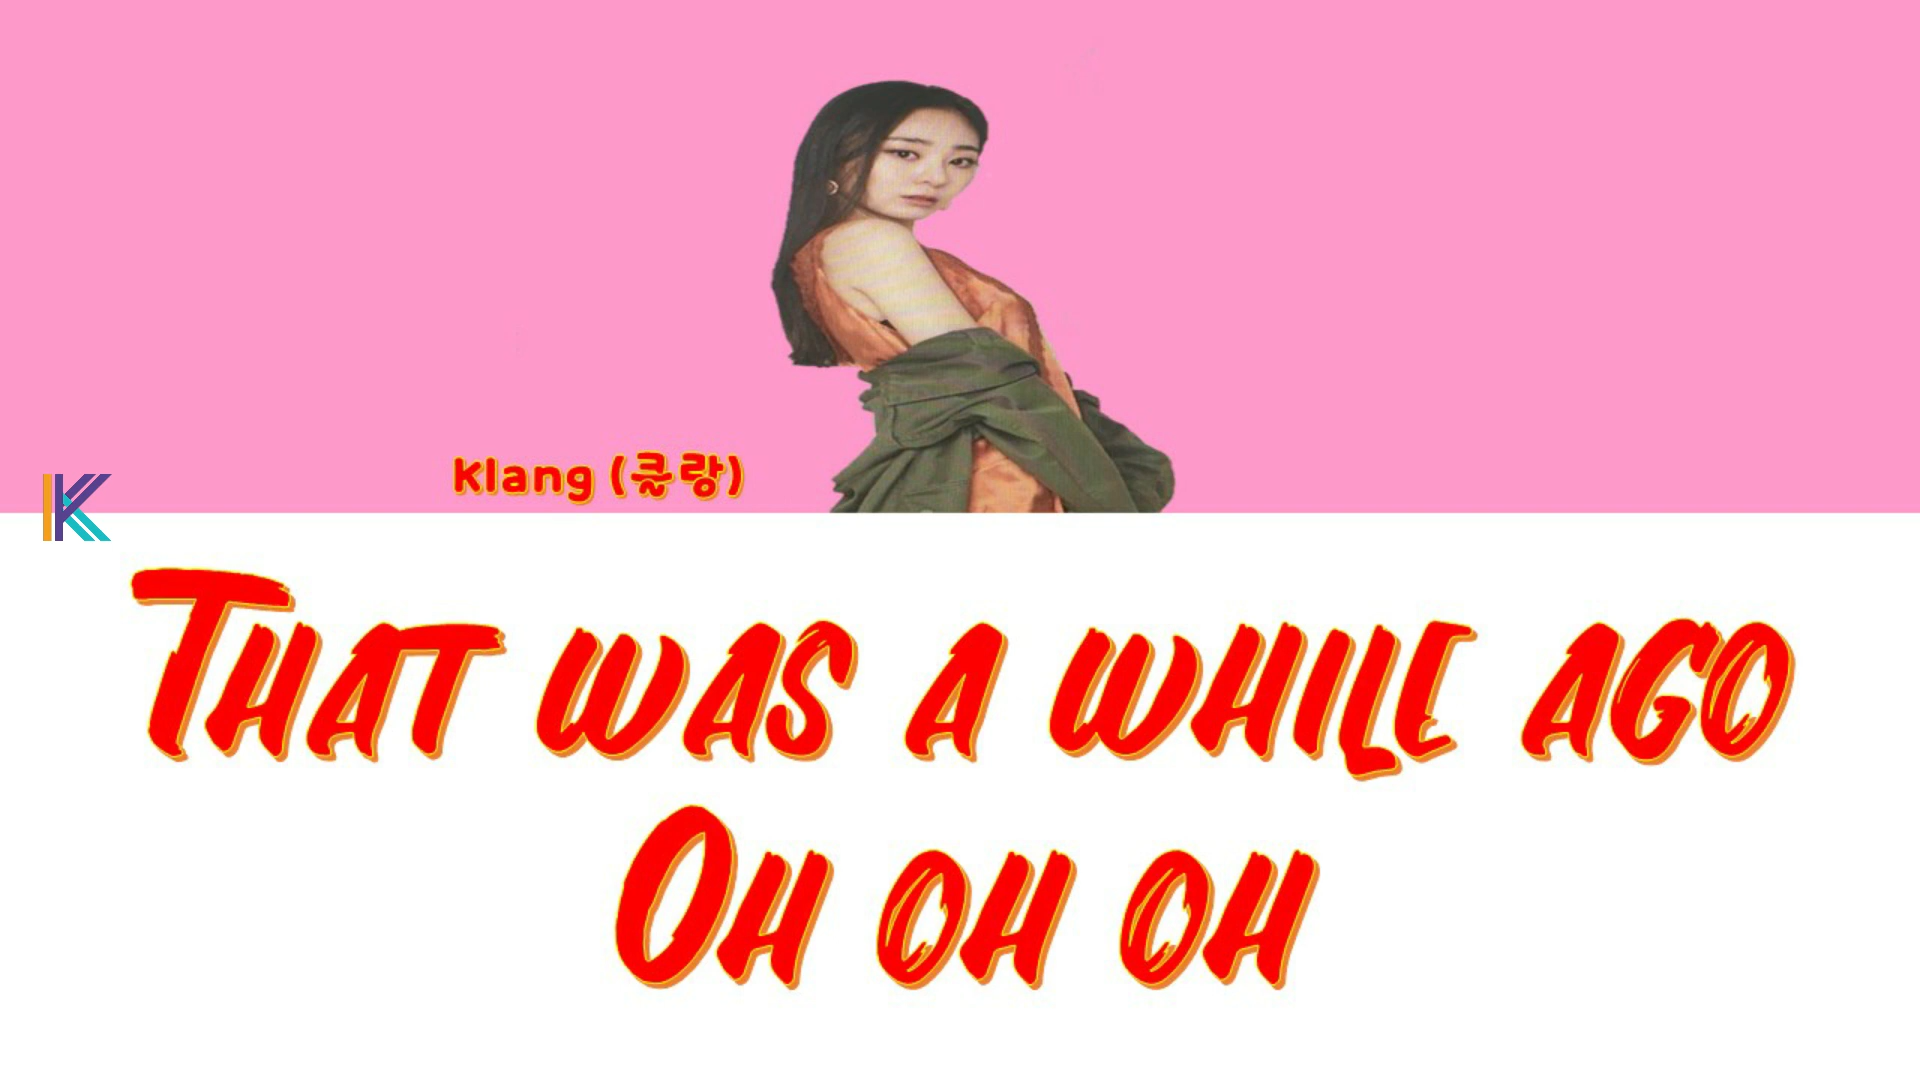 Klang (클랑)
That was a while ago
Oh oh oh